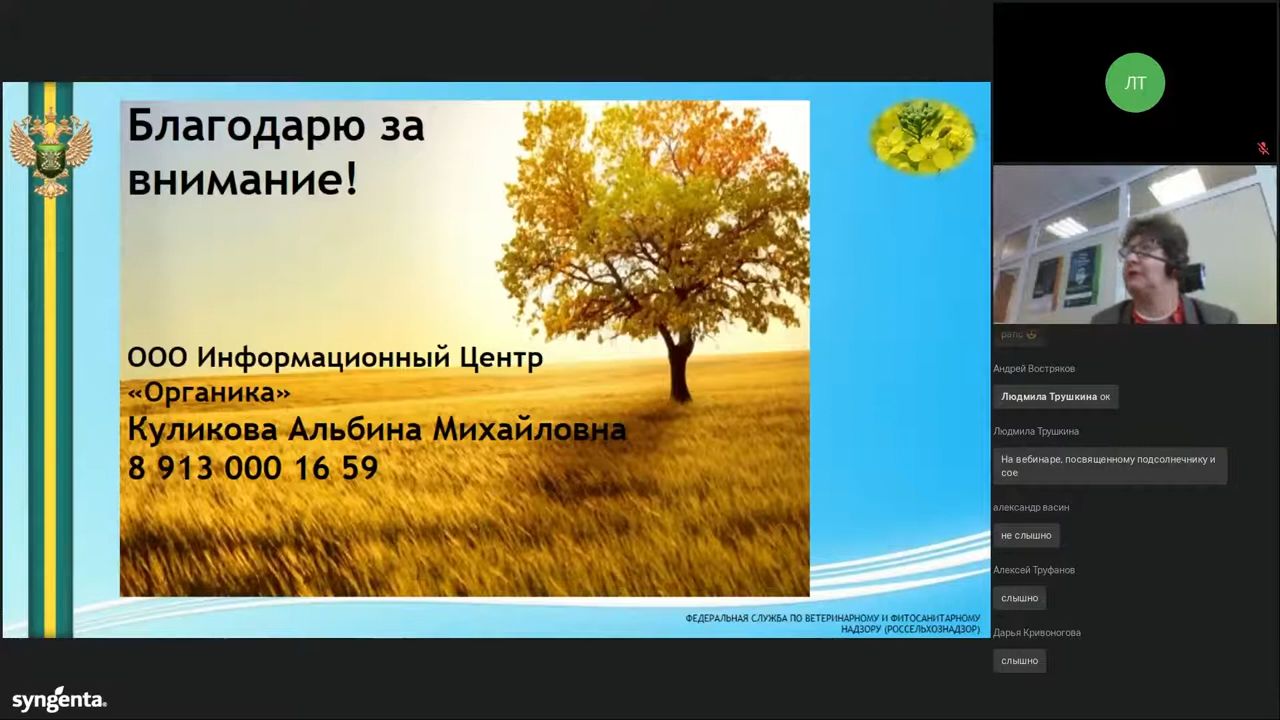 Благодарю за
внимание!
ООО Информационный Центр
«Органика»
Куликова Альбина Михайловна
8 913 000 16 59
ФЕДЕРАЛЬНАЯ СЛУЖБА ПО ВЕТЕРИНАРНОМУ И ФИТОСАНИТАРНОМУ
НАДЗОРУ (РОССЕЛЬХОЗНАДЗОР)
syngenta.
ЛТ
рапс
Андрей Востряков
Людмила Трушкина ок
Людмила Трушкина
На вебинаре, посвященному подсолнечнику и
сое
александр васин
не слышно
Алексей Труфанов
слышно
Дарья Кривоногова
слышно